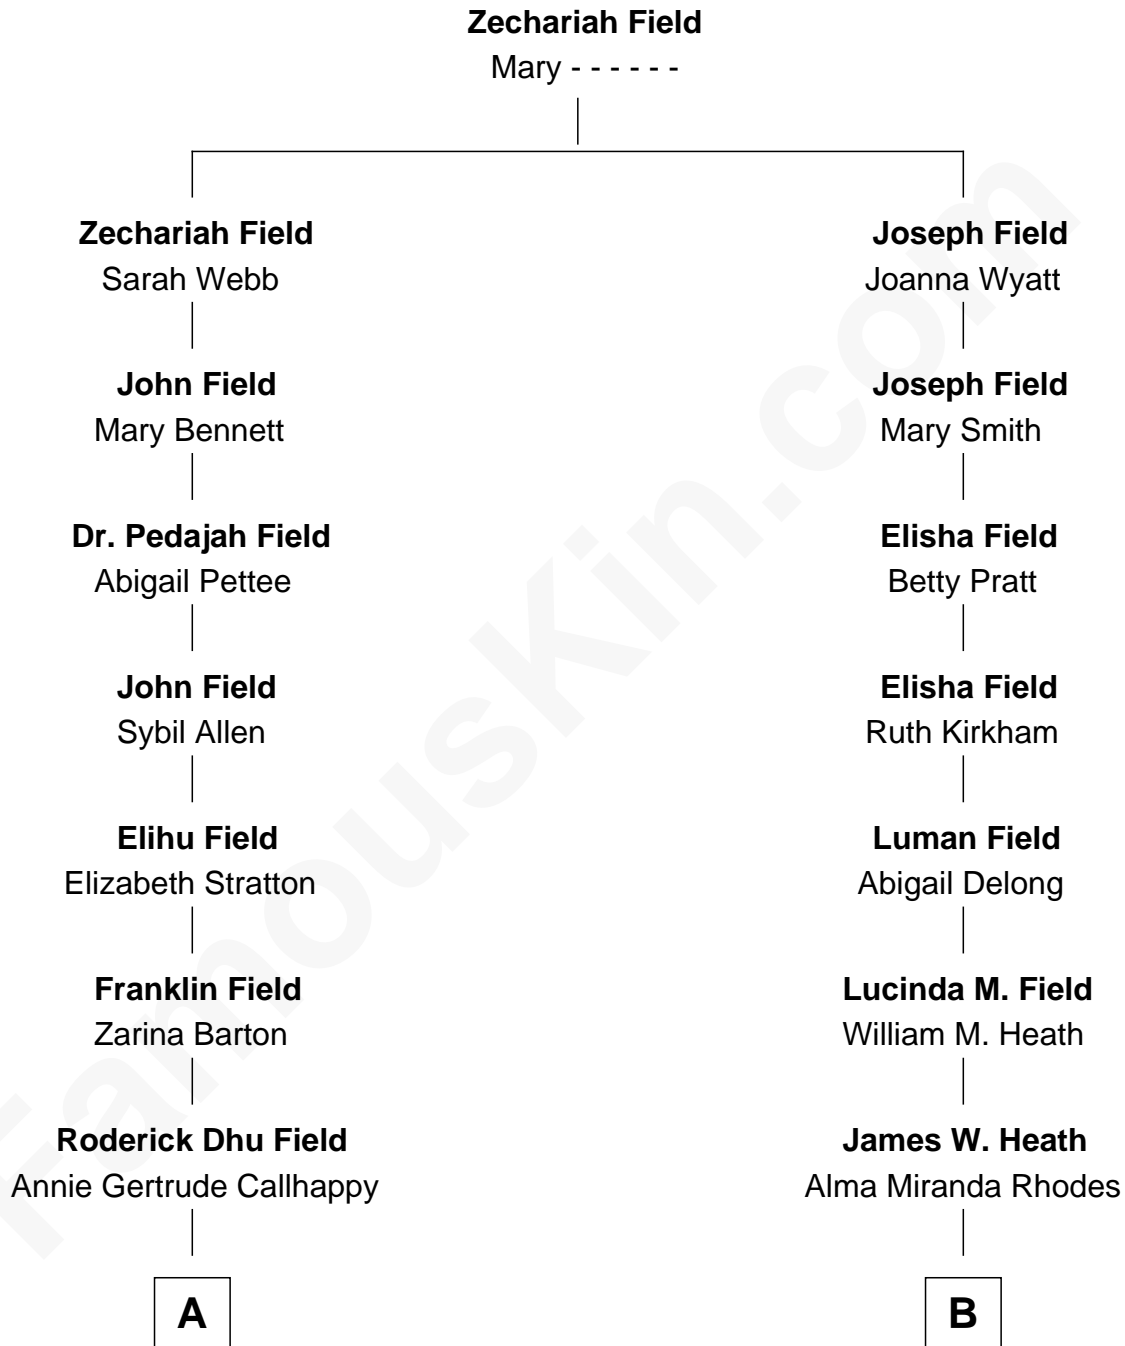 Zechariah Field
Mary - - - - - -
Zechariah Field
Sarah Webb
Joseph Field
Joanna Wyatt
John Field
Mary Bennett
Joseph Field
Mary Smith
Dr. Pedajah Field
Abigail Pettee
Elisha Field
Betty Pratt
John Field
Sybil Allen
Elisha Field
Ruth Kirkham
Elihu Field
Elizabeth Stratton
Luman Field
Abigail Delong
Franklin Field
Zarina Barton
Lucinda M. Field
William M. Heath
Roderick Dhu Field
Annie Gertrude Callhappy
James W. Heath
Alma Miranda Rhodes
A
B
FamousKin.com